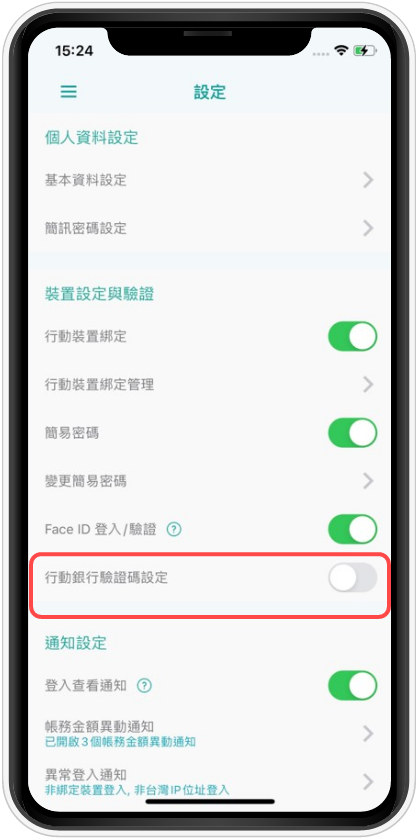 15:24
設定
個人資料設定
基本資料設定
簡訊密碼設定
裝置設定與驗證
行動裝置綁定
行動裝置綁定管理
簡易密碼
變更簡易密碼
Face ID 登入/驗證 ?
行動銀行驗證碼設定
通知設定
登入查看通知 ?
帳務金額異動通知
已開啟3個帳務金額異動通知
異常登入通知
非綁定裝置登入, 非台灣IP位址登入